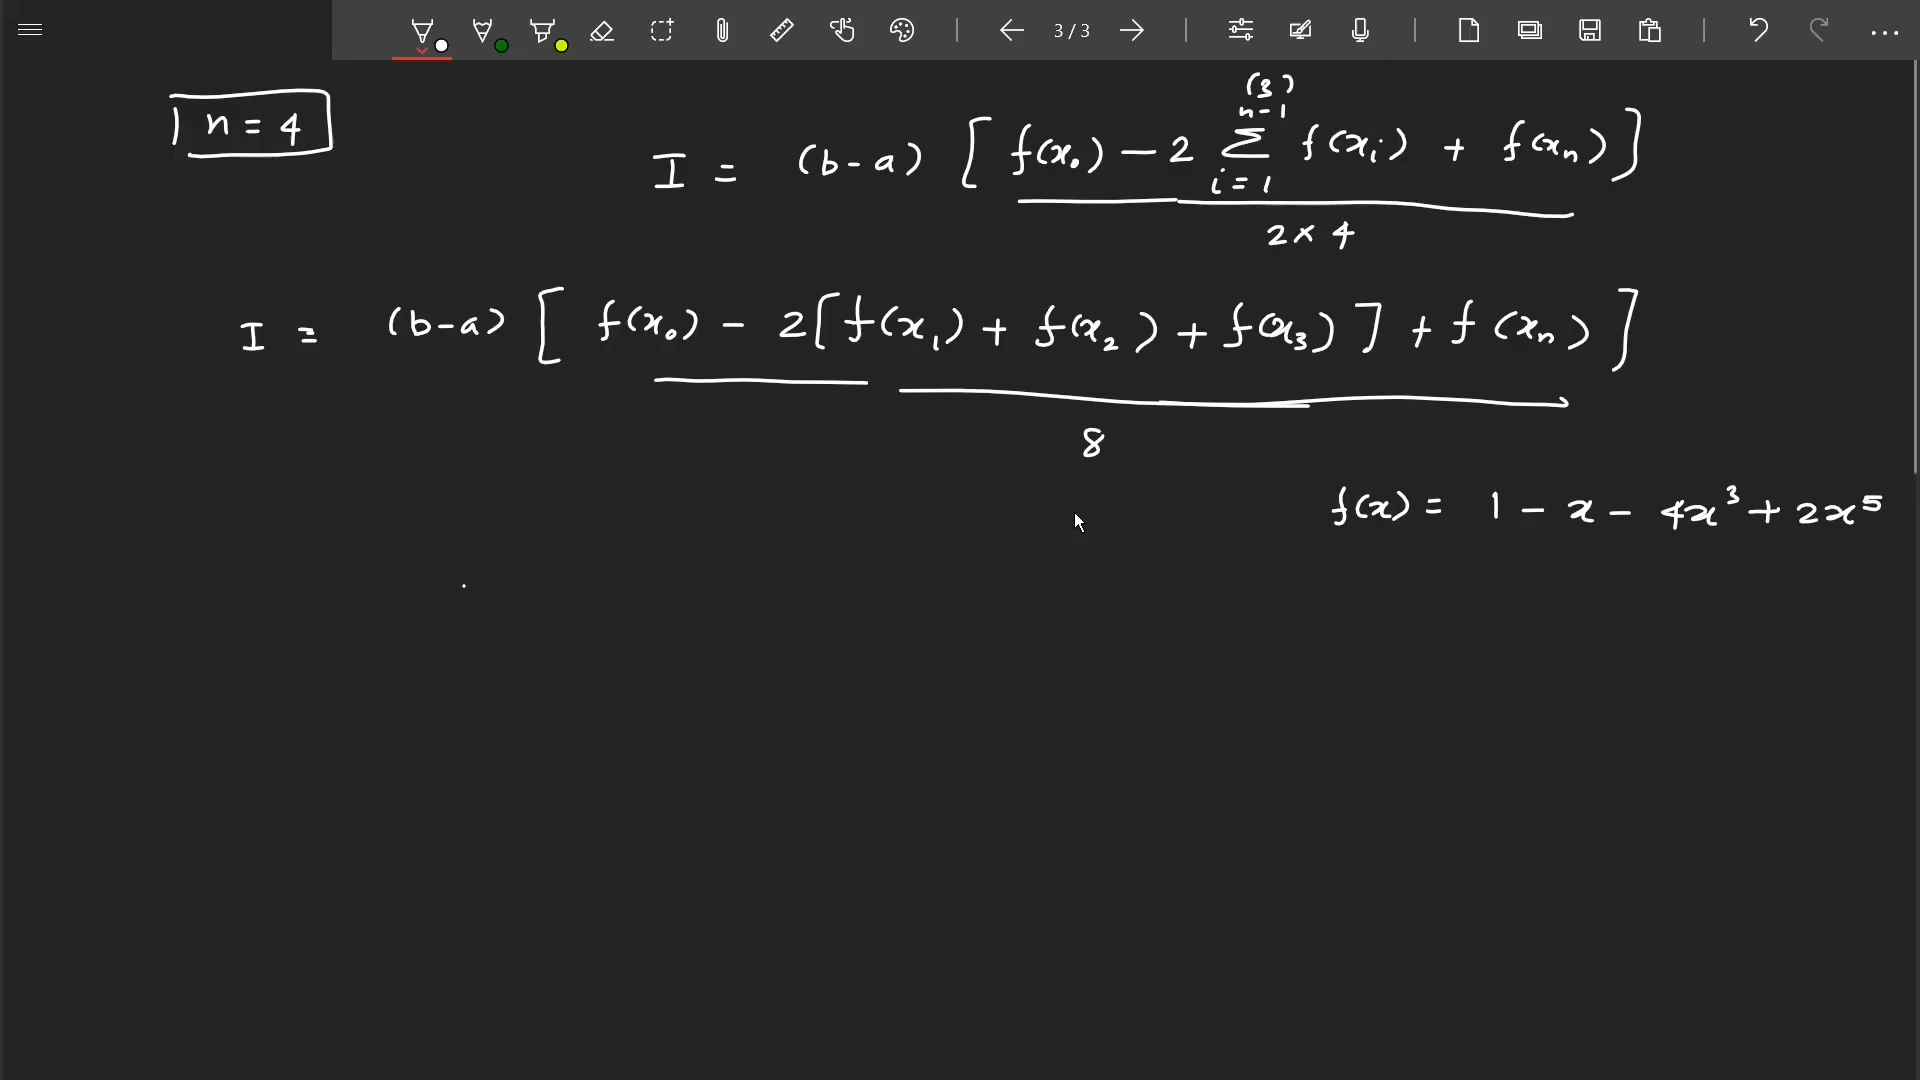 3 / 3
(3)
n = 4
n-1
I = (b-a) [ f(x₀) - 2 Σ f(xᵢ) + f(xₙ) ]
i = 1
2 x 4
I = (b-a) [ f(x₀) - 2 [ f(x₁) + f(x₂) + f(x₃) ] + f(xₙ) ]
8
f(x) = 1 - x - 4x³ + 2x⁵